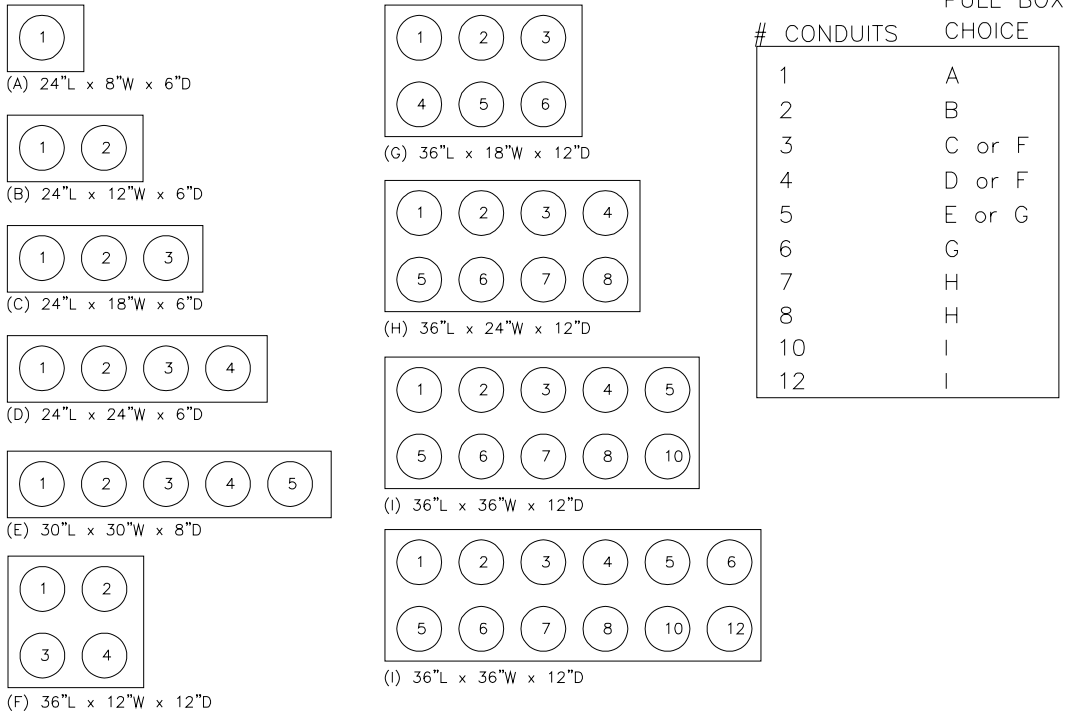 1
(A) 24"L x 8"W x 6"D
1 2
(B) 24"L x 12"W x 6"D
1 2 3
(C) 24"L x 18"W x 6"D
1 2 3 4
(D) 24"L x 24"W x 6"D
1 2 3 4 5
(E) 30"L x 30"W x 8"D
1 2
3 4
(F) 36"L x 12"W x 12"D
1 2 3
4 5 6
(G) 36"L x 18"W x 12"D
1 2 3 4
5 6 7 8
(H) 36"L x 24"W x 12"D
1 2 3 4 5
5 6 7 8 10
(I) 36"L x 36"W x 12"D
1 2 3 4 5 6
5 6 7 8 10 12
(I) 36"L x 36"W x 12"D
PULL BOX
# CONDUITS CHOICE
1 A
2 B
3 C or F
4 D or F
5 E or G
6 G
7 H
8 H
10 I
12 I